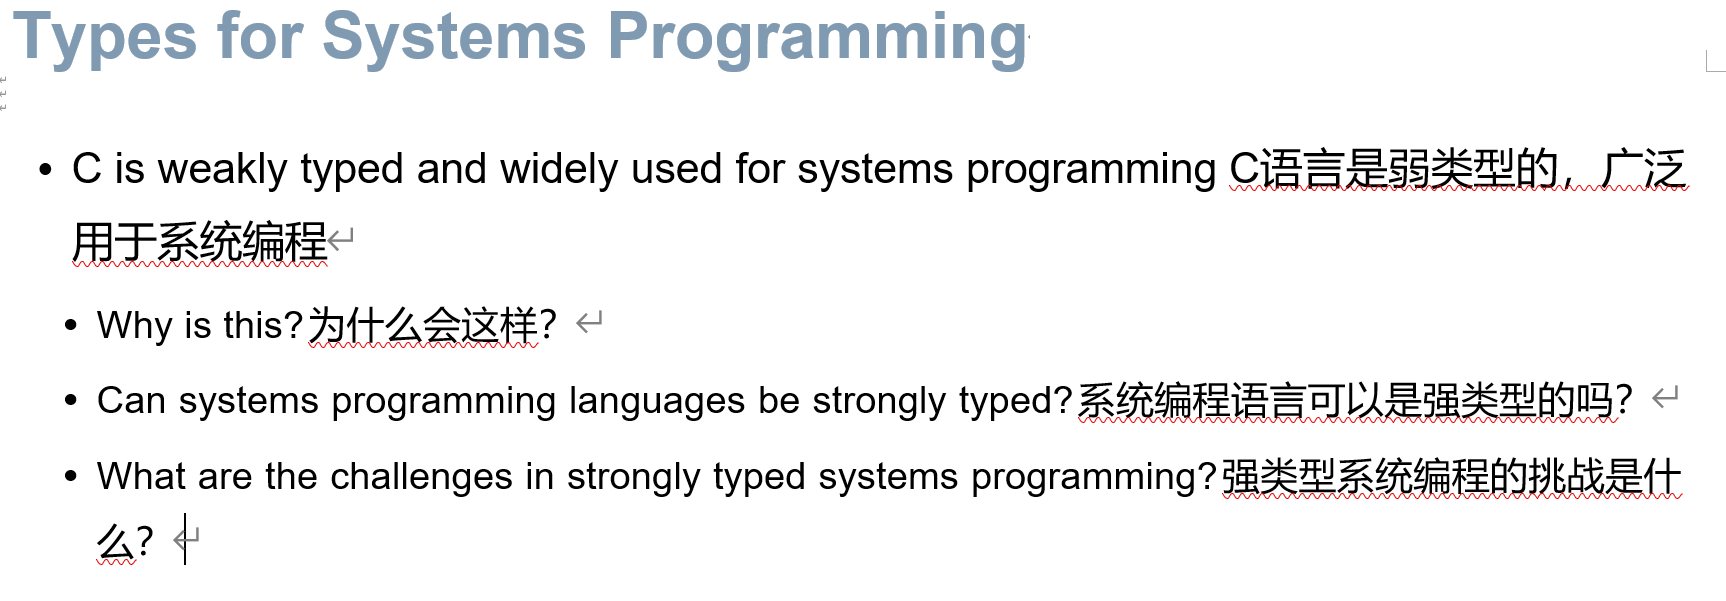 Types for Systems Programming
• C is weakly typed and widely used for systems programming C语言是弱类型的，广泛
用于系统编程↵
• Why is this?为什么会这样？↵
• Can systems programming languages be strongly typed?系统编程语言可以是强类型的吗？↵
• What are the challenges in strongly typed systems programming?强类型系统编程的挑战是什
么？↵